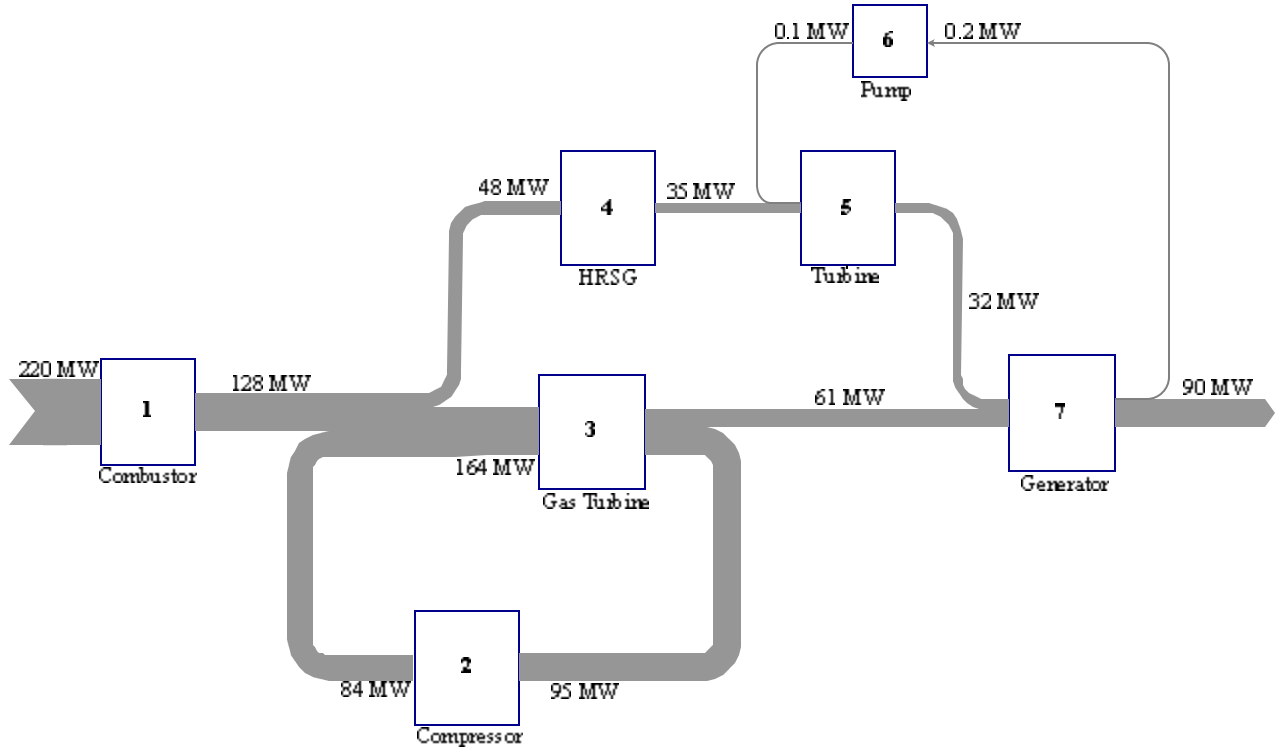 0.1 MW
6
0.2 MW
Pump
48 MW
4
35 MW
5
HRSG
Turbine
32 MW
220 MW
1
128 MW
3
61 MW
7
90 MW
Combustor
164 MW
Gas Turbine
Generator
2
84 MW
95 MW
Compressor